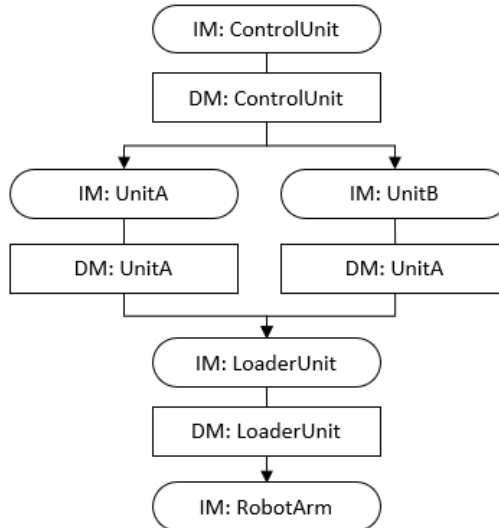 IM: ControlUnit
DM: ControlUnit
IM: UnitA
IM: UnitB
DM: UnitA
DM: UnitA
IM: LoaderUnit
DM: LoaderUnit
IM: RobotArm